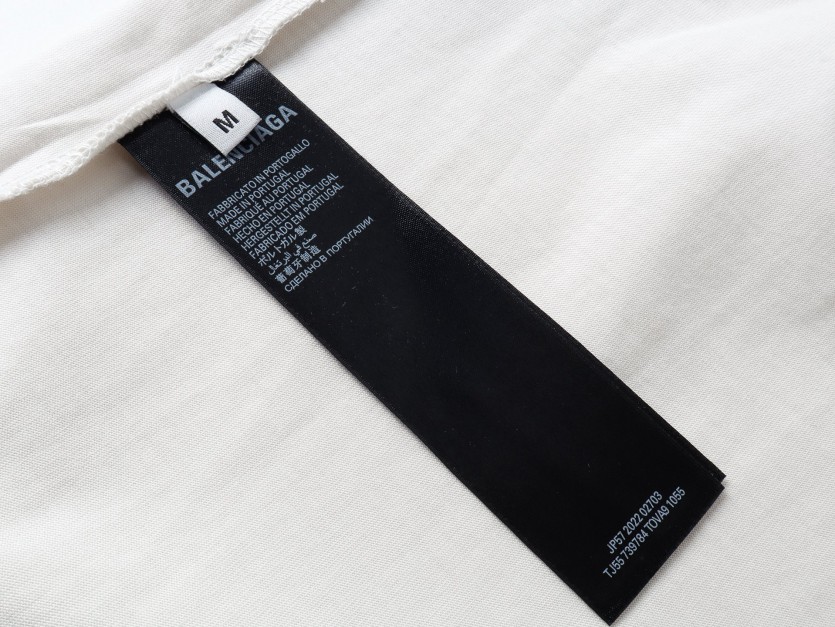 M
BALENCIAGA
FABBRICATO IN PORTOGALLO
MADE IN PORTUGAL
FABRIQUÉ AU PORTUGAL
HECHO EN PORTUGAL
HERGESTELLT IN PORTUGAL
FABRICADO EM PORTUGAL
ポルトガル製
صنع في البرتغال
葡萄牙制造
СДЕЛАНО В ПОРТУГАЛИИ
JP57 2022 02703
TJ55 739784 TOVA9 1055